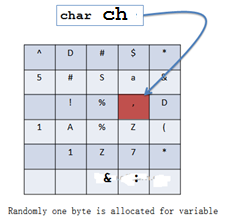 char ch
^ D # $ *
5 # S a &
! % , D
1 A % Z (
1 Z 7 *
& :
Randomly one byte is allocated for variable